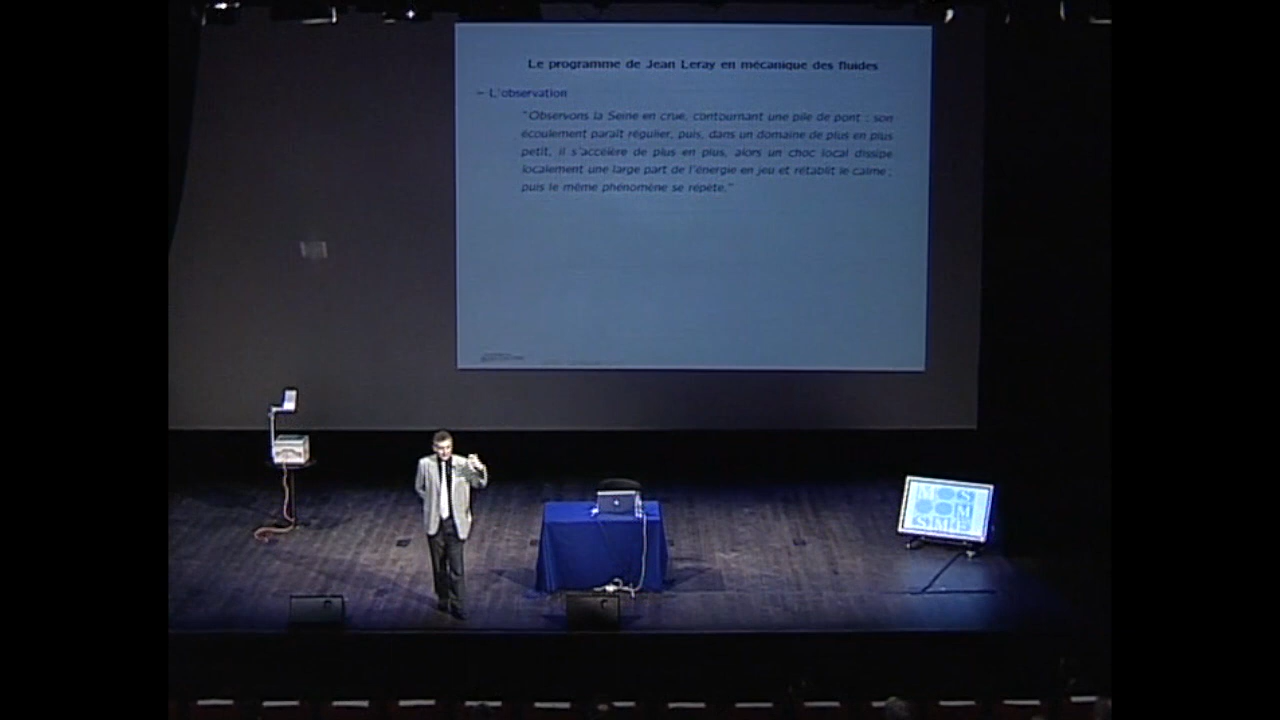 Le programme de Jean Leray en mécanique des fluides
– L'observation
"Observons la Seine en crue, contournant une pile de pont ; son
écoulement paraît régulier, puis, dans un domaine de plus en plus
petit, il s'accélère de plus en plus, alors un choc local dissipe
localement une large part de l'énergie en jeu et rétablit le calme ;
puis le même phénomène se répète."